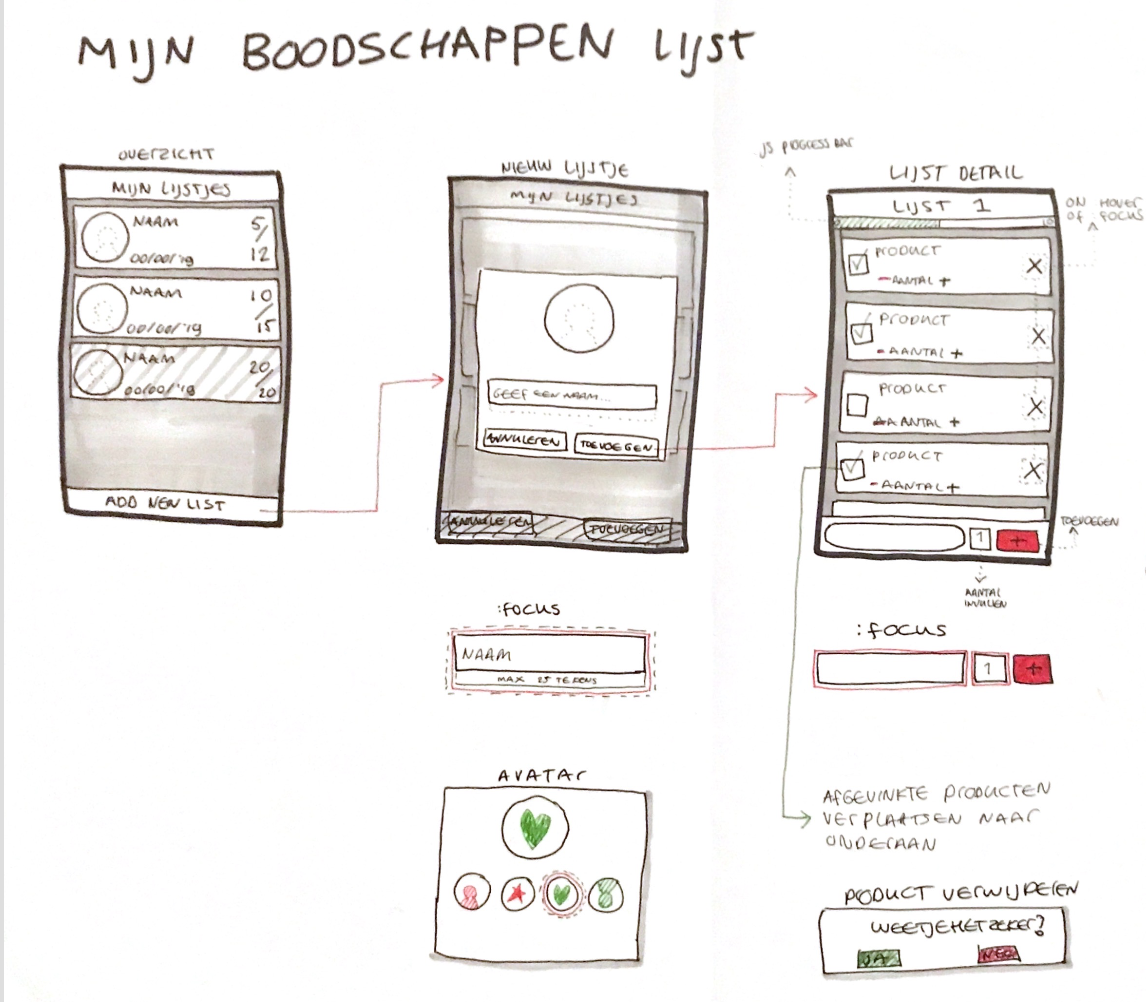 MIJN BOODSCHAPPEN LIJST
OVERZICHT
MIJN LIJSTJES
NAAM 5/12
00/00/'19
NAAM 10/15
00/00/'19
NAAM 20/20
00/00/'19
ADD NEW LIST
NIEUW LIJSTJE
MIJN LIJSTJES
GEEF EEN NAAM...
ANNULEREN TOEVOEGEN
ANNULEREN TOEVOEGEN
:FOCUS
NAAM
MAX 25 TEKENS
AVATAR
JS PROGRESS BAR
LIJST DETAIL
LIJST 1
ON HOVER
OF FOCUS
PRODUCT
- AANTAL +
X
PRODUCT
- AANTAL +
X
PRODUCT
AANTAL +
X
PRODUCT
- AANTAL +
X
1 +
TOEVOEGEN
AANTAL
INVULLEN
:FOCUS
1 +
AFGEVINKTE PRODUCTEN
VERPLAATSEN NAAR
ONDERAAN
PRODUCT VERWIJDEREN
WEET JE HET ZEKER?
JA NEE